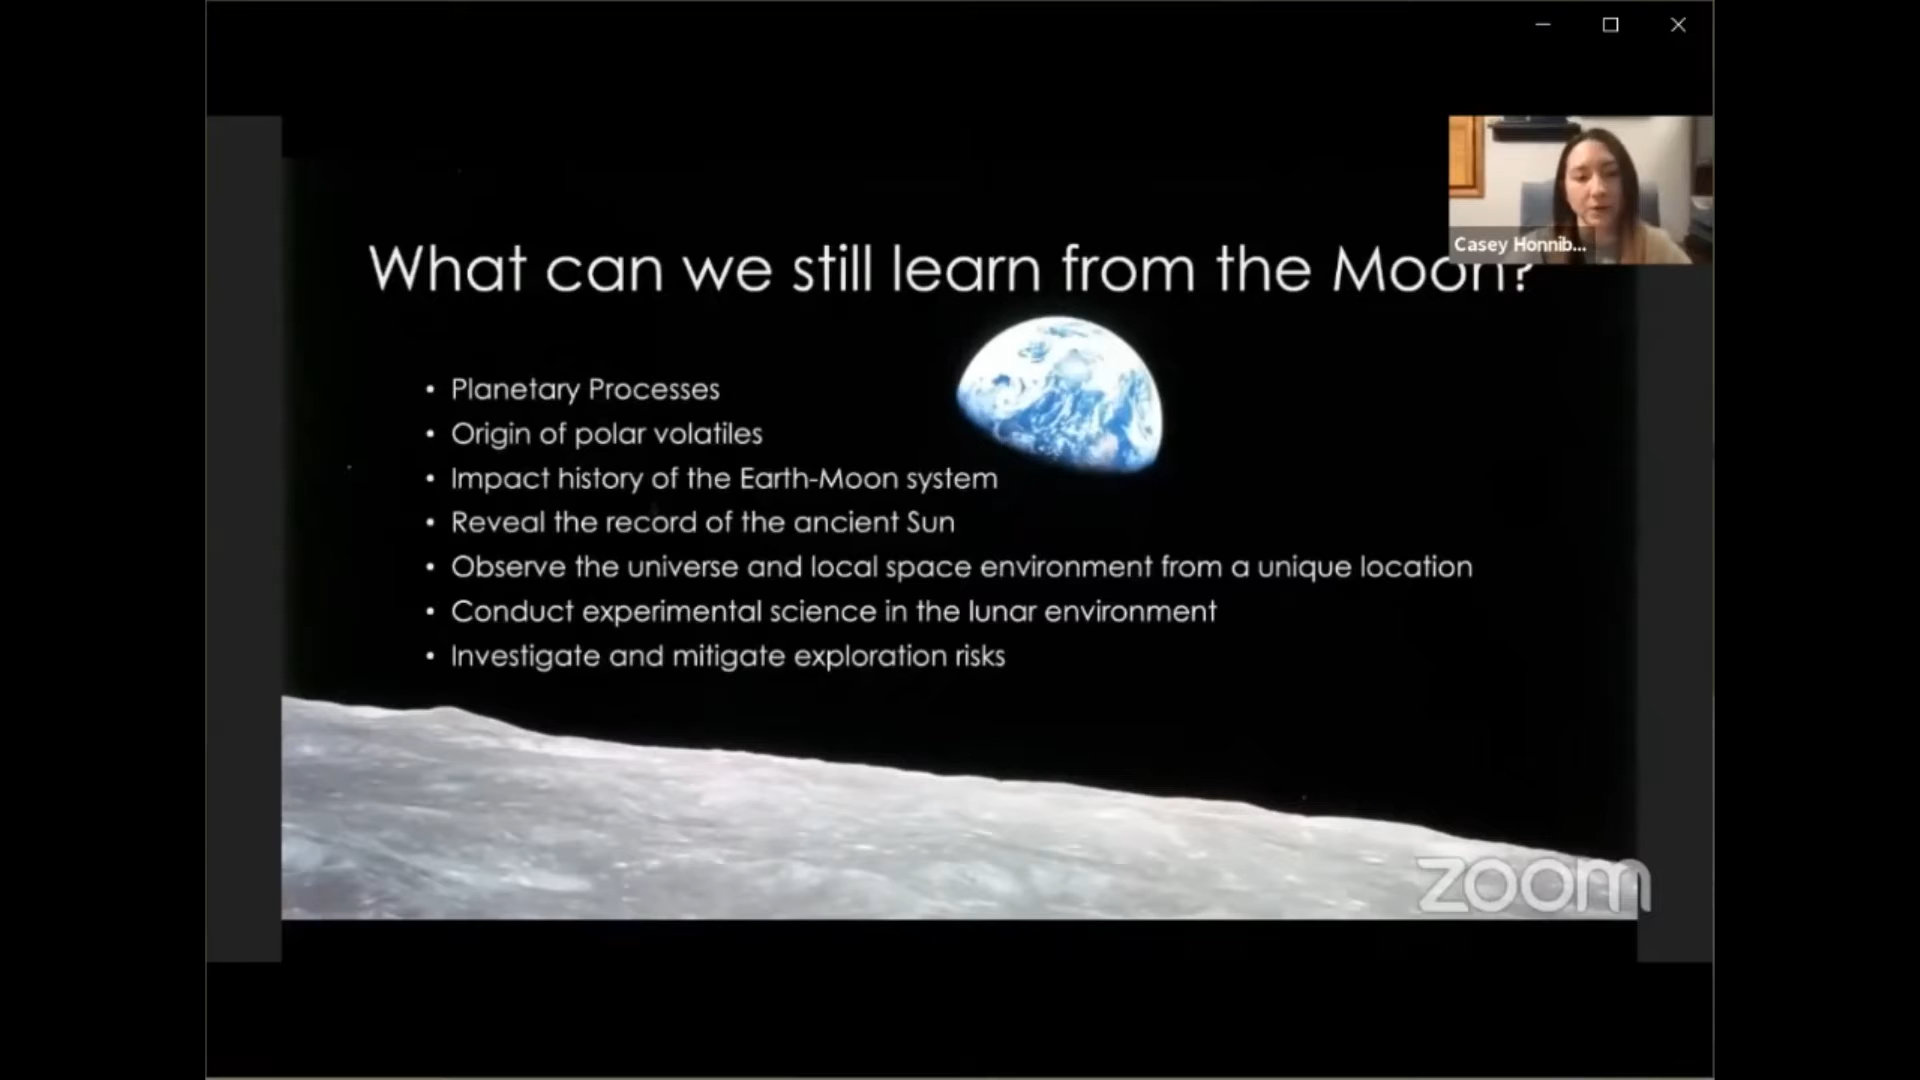 Casey Honnib...
What can we still learn from the Moon?
• Planetary Processes
• Origin of polar volatiles
• Impact history of the Earth-Moon system
• Reveal the record of the ancient Sun
• Observe the universe and local space environment from a unique location
• Conduct experimental science in the lunar environment
• Investigate and mitigate exploration risks
zoom